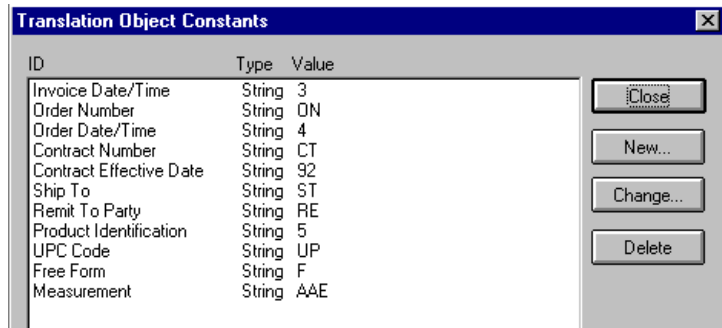 Translation Object Constants
ID Type Value
Invoice Date/Time String 3
Order Number String ON
Order Date/Time String 4
Contract Number String CT
Contract Effective Date String 92
Ship To String ST
Remit To Party String RE
Product Identification String 5
UPC Code String UP
Free Form String F
Measurement String AAE
Close
New...
Change...
Delete